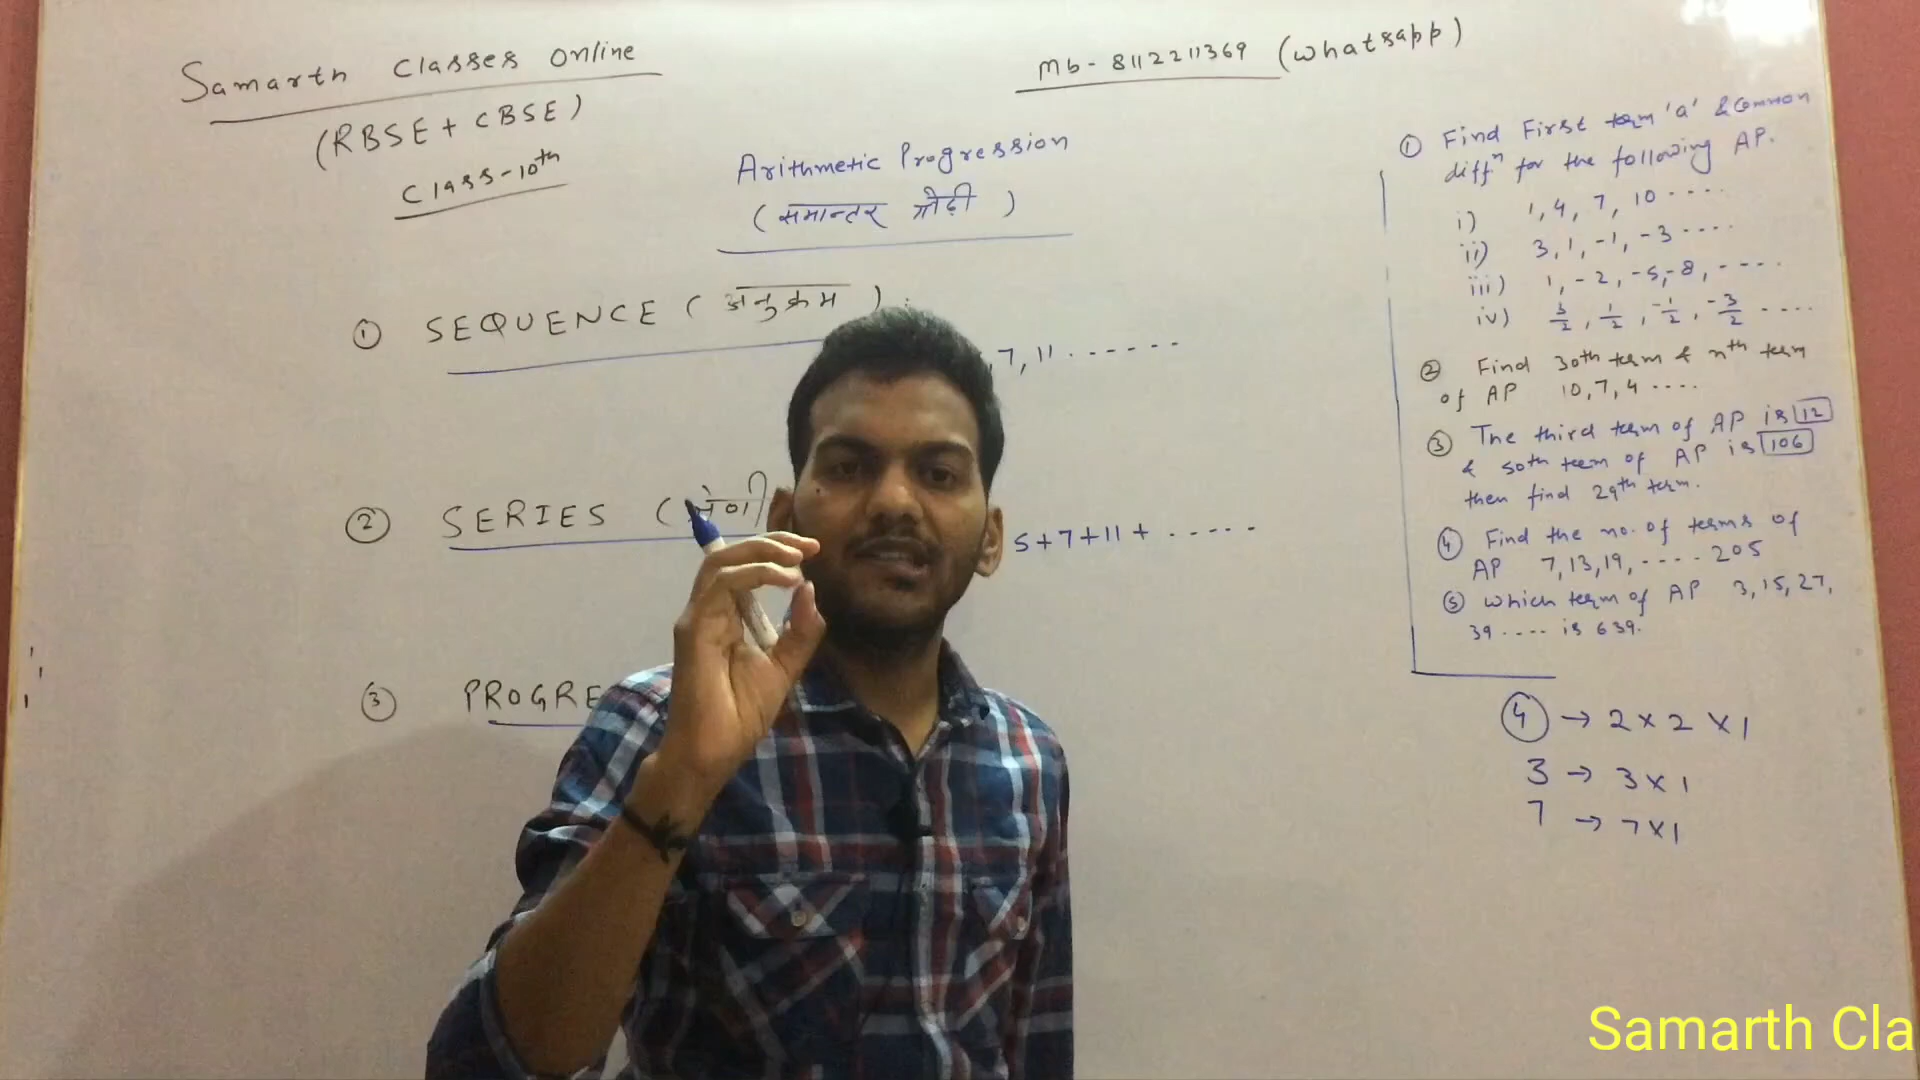 Samarth Classes Online
(RBSE + CBSE)
Class-10th
Mb- 8112211369 (Whatsapp)
Arithmetic Progression
(समान्तर श्रेढ़ी)
① SEQUENCE (अनुक्रम)
, 7, 11 . . . . . .
② SERIES (श्रेणी
5+7+11+ . . . . .
③ PROGRE
① Find First term 'a' & Common
diffⁿ for the following AP.
i) 1, 4, 7, 10 ....
ii) 3, 1, -1, -3 ....
iii) 1, -2, -5, -8, ....
iv) 3/2, 1/2, -1/2, -3/2 ....
② Find 30th term & nth term
of AP 10, 7, 4 ....
③ The third term of AP is 12
& 50th term of AP is 106
then find 29th term.
④ Find the no. of terms of
AP 7, 13, 19, .... 205
⑤ Which term of AP 3, 15, 27,
39 .... is 639.
④ → 2 × 2 × 1
3 → 3 × 1
7 → 7 × 1
Samarth Cla